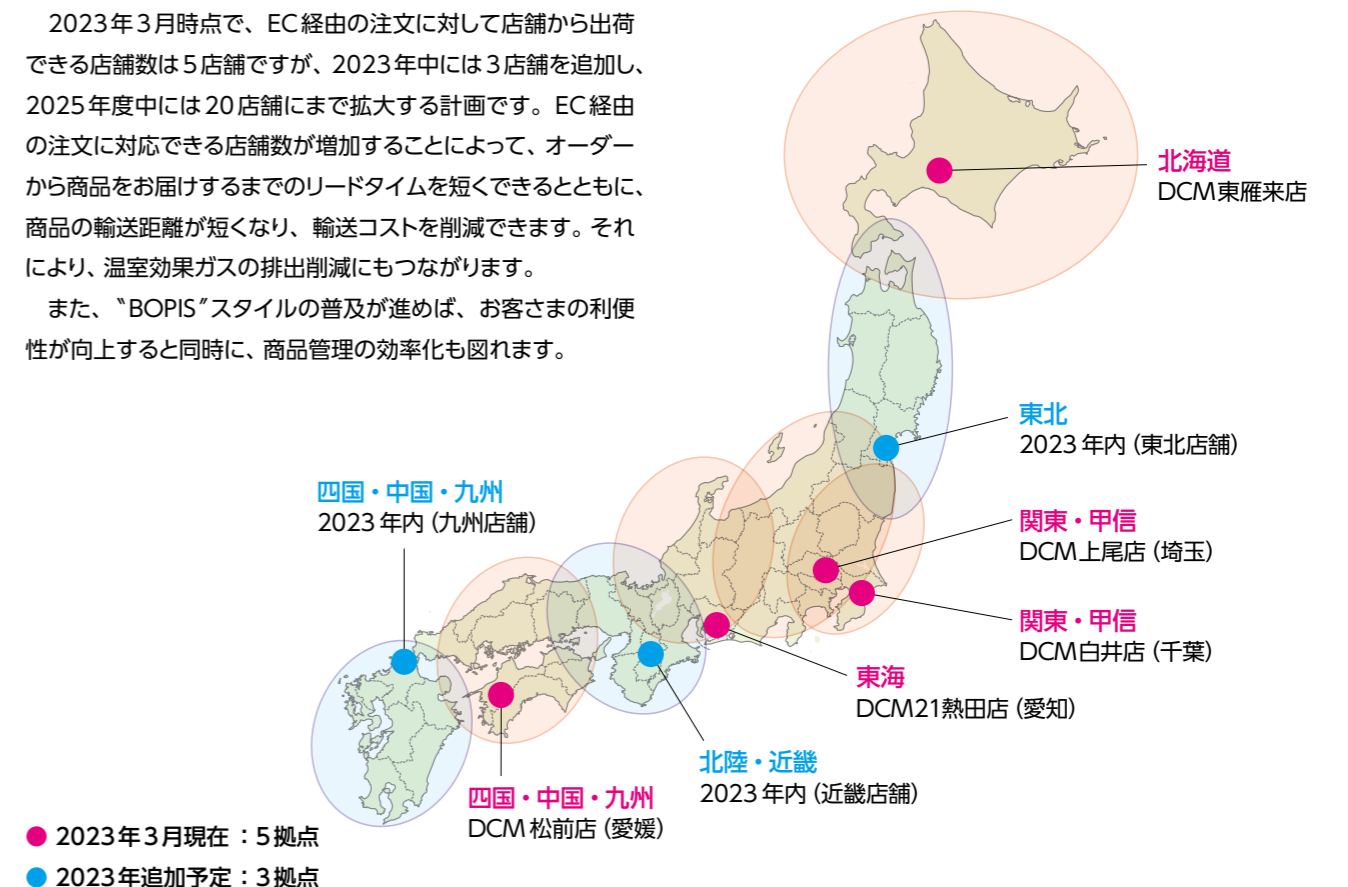 2023年3月時点で、EC経由の注文に対して店舗から出荷
できる店舗数は5店舗ですが、2023年中には3店舗を追加し、
2025年度中には20店舗にまで拡大する計画です。EC経由
の注文に対応できる店舗数が増加することによって、オーダー
から商品をお届けするまでのリードタイムを短くできるとともに、
商品の輸送距離が短くなり、輸送コストを削減できます。それ
により、温室効果ガスの排出削減にもつながります。
また、〝BOPIS〟スタイルの普及が進めば、お客さまの利便
性が向上すると同時に、商品管理の効率化も図れます。
北海道
DCM東雁来店
東北
2023年内（東北店舗）
四国・中国・九州
2023年内（九州店舗）
関東・甲信
DCM上尾店（埼玉）
関東・甲信
DCM白井店（千葉）
東海
DCM21熱田店（愛知）
北陸・近畿
2023年内（近畿店舗）
四国・中国・九州
DCM松前店（愛媛）
2023年3月現在：5拠点
2023年追加予定：3拠点